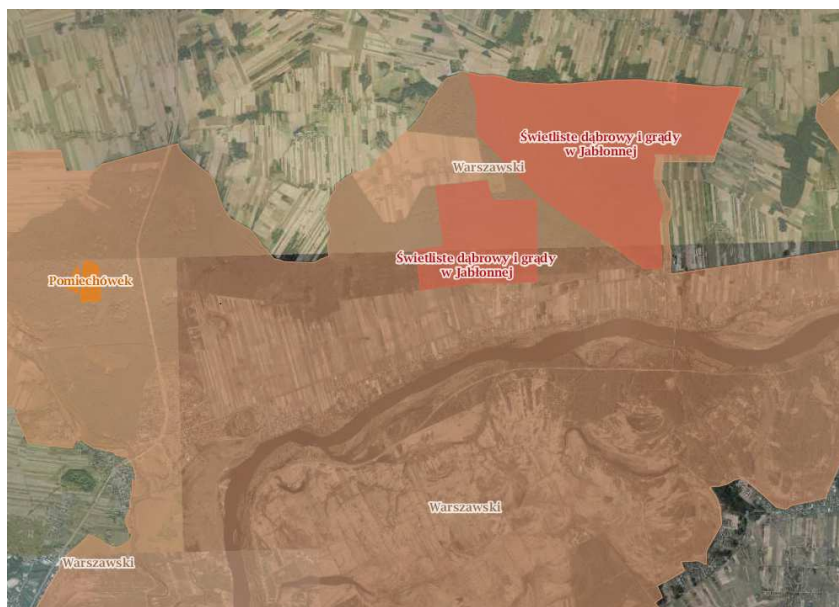 Świetliste dąbrowy i grądy
w Jabłonnej
Warszawski
Świetliste dąbrowy i grądy
w Jabłonnej
Pomiechówek
Warszawski
Warszawski